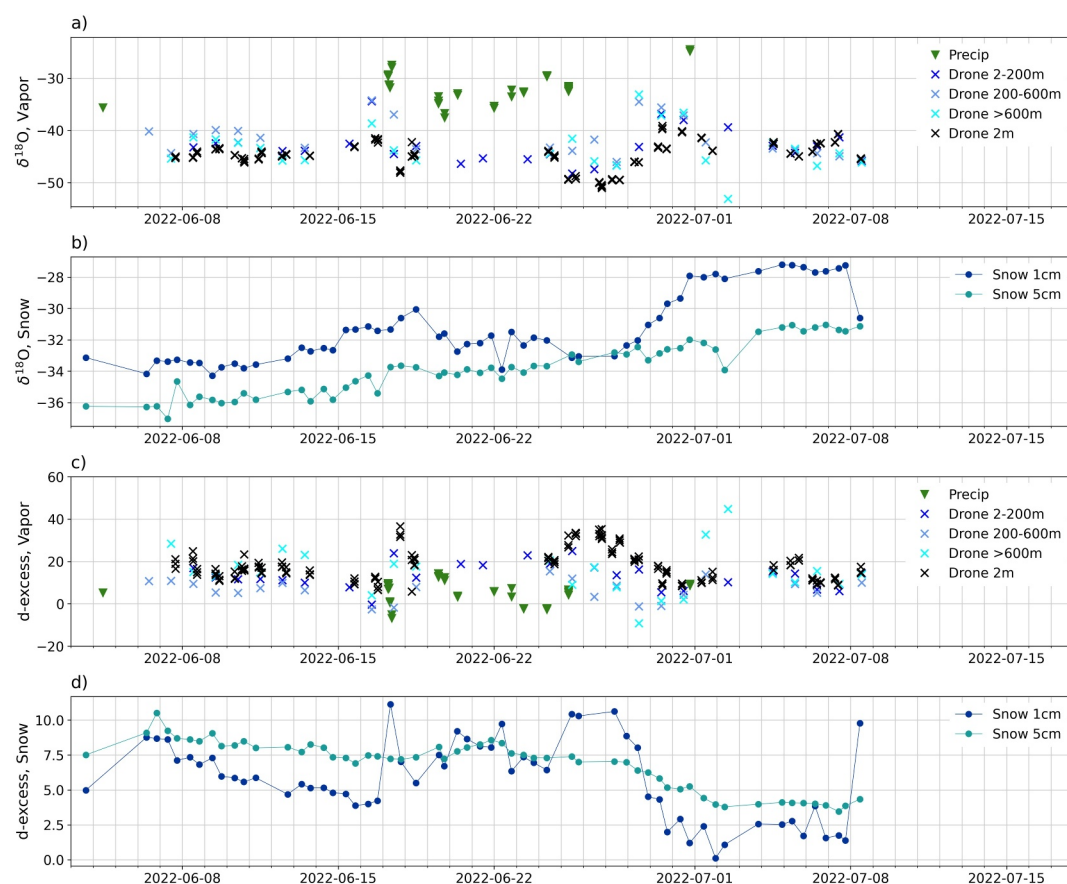 a)
δ¹⁸O, Vapor
−30
−40
−50
Precip
Drone 2-200m
Drone 200-600m
Drone >600m
Drone 2m
2022-06-08 2022-06-15 2022-06-22 2022-07-01 2022-07-08 2022-07-15
b)
δ¹⁸O, Snow
−28
−30
−32
−34
−36
Snow 1cm
Snow 5cm
2022-06-08 2022-06-15 2022-06-22 2022-07-01 2022-07-08 2022-07-15
c)
d-excess, Vapor
60
40
20
0
−20
Precip
Drone 2-200m
Drone 200-600m
Drone >600m
Drone 2m
2022-06-08 2022-06-15 2022-06-22 2022-07-01 2022-07-08 2022-07-15
d)
d-excess, Snow
10.0
7.5
5.0
2.5
0.0
Snow 1cm
Snow 5cm
2022-06-08 2022-06-15 2022-06-22 2022-07-01 2022-07-08 2022-07-15